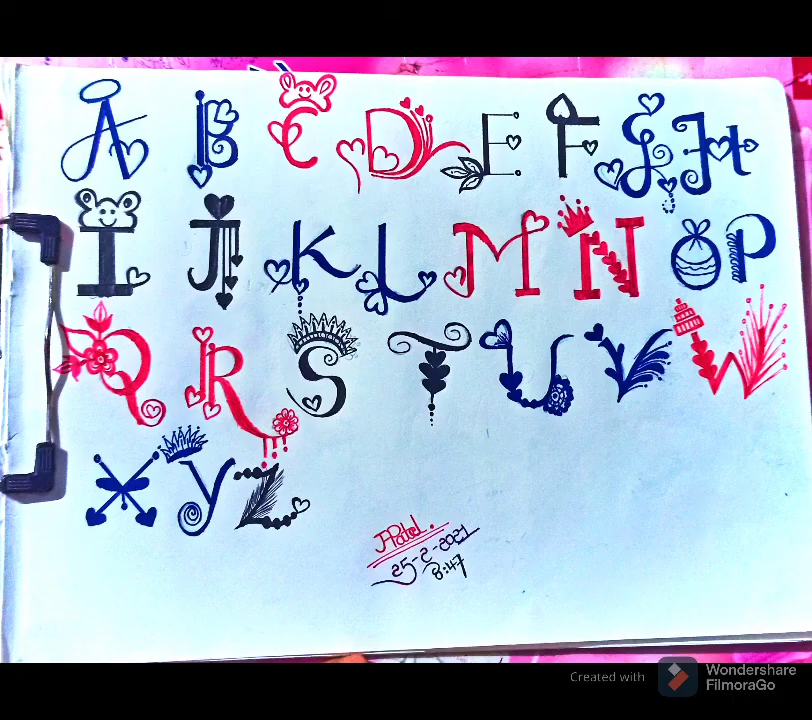 A B C D E F G H
I J K L M N O P
Q R S T U V W
X Y Z
J-Patel.
25-2-2021
8:47
Created with Wondershare FilmoraGo